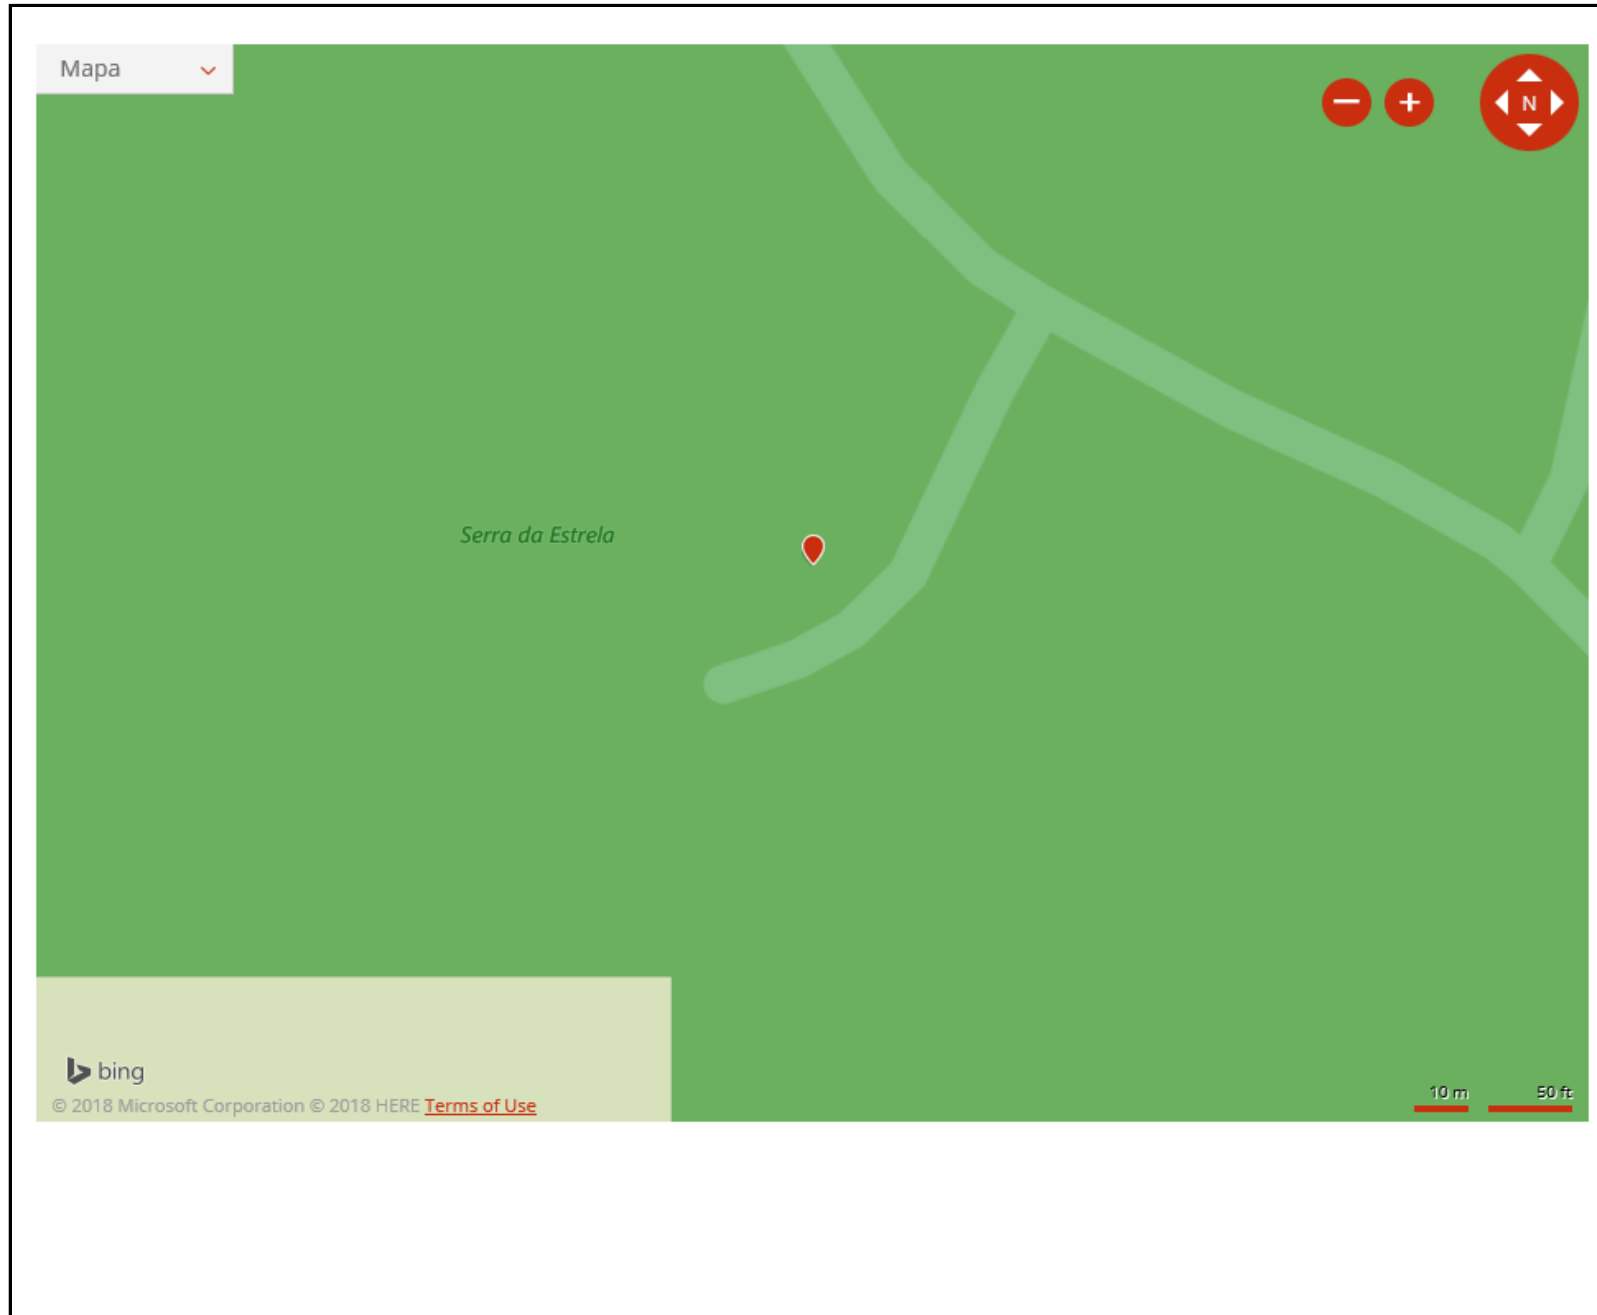 Mapa
N
Serra da Estrela
bing
© 2018 Microsoft Corporation © 2018 HERE Terms of Use
10 m 50 ft